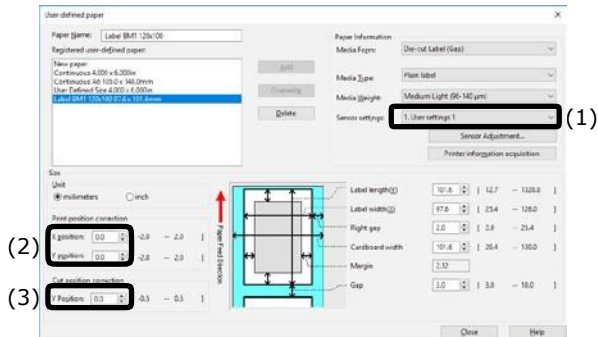 User-defined paper
Paper Name: Label BM1 120x100
Registered user-defined paper:
New paper
Continuous 4.000 x 6.000in
Continuous A6 105.0 x 148.0mm
User Defined Size 4.000 x 6.000in
Label BM1 120x100 97.6 x 101.6mm
Add
Overwrite
Delete
Paper Information
Media Form: Die-cut Label (Gap)
Media Type: Plain label
Media Weight: Medium Light (96-140 µm)
Sensor settings: 1. User settings 1
(1)
Sensor Adjustment...
Printer information acquisition
Size
Unit
millimeters
inch
Print position correction
(2)
X position: 0.0 [ -2.0 -- 2.0 ]
Y position: 0.0 [ -2.0 -- 2.0 ]
Cut position correction
(3)
Y Position: 0.3 [ -0.5 -- 0.5 ]
Paper Feed Direction
Label length(Y) 101.6 [ 12.7 -- 1320.8 ]
Label width(X) 97.6 [ 25.4 -- 126.0 ]
Right gap 2.0 [ 2.0 -- 25.4 ]
Cardboard width 101.6 [ 29.4 -- 130.0 ]
Margin 2.12
Gap 3.0 [ 3.0 -- 10.0 ]
Close
Help